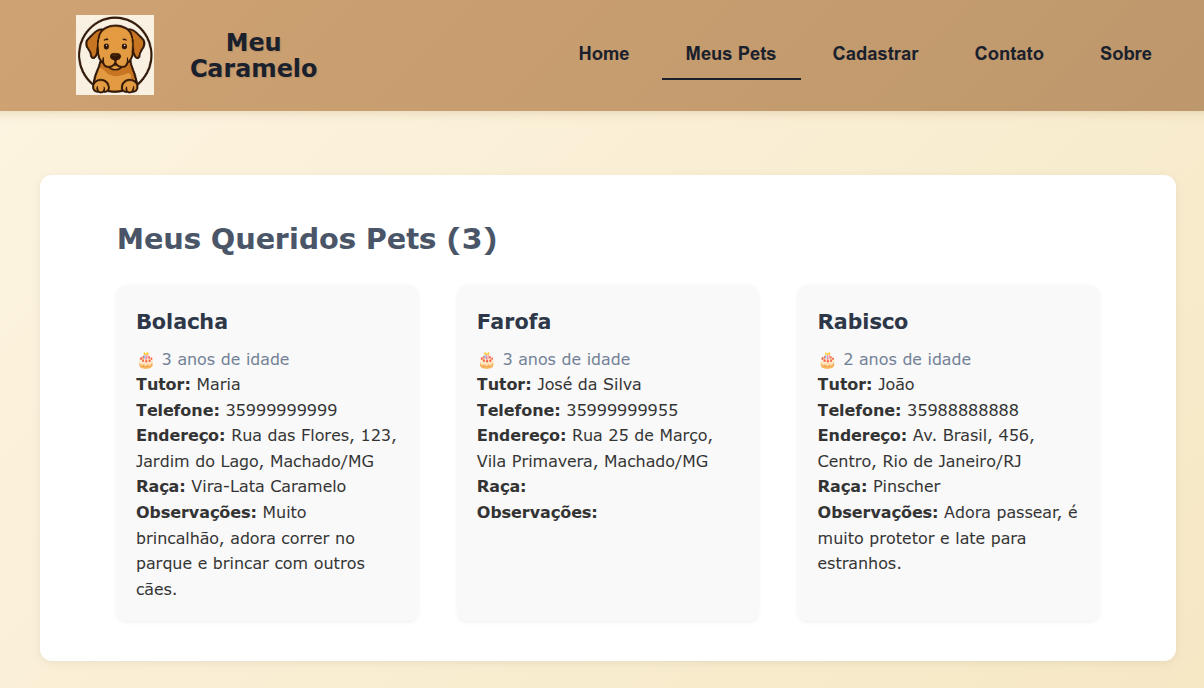 Meu
Caramelo
Home
Meus Pets
Cadastrar
Contato
Sobre
Meus Queridos Pets (3)
Bolacha
🎂 3 anos de idade
Tutor: Maria
Telefone: 35999999999
Endereço: Rua das Flores, 123,
Jardim do Lago, Machado/MG
Raça: Vira-Lata Caramelo
Observações: Muito
brincalhão, adora correr no
parque e brincar com outros
cães.
Farofa
🎂 3 anos de idade
Tutor: José da Silva
Telefone: 35999999955
Endereço: Rua 25 de Março,
Vila Primavera, Machado/MG
Raça:
Observações:
Rabisco
🎂 2 anos de idade
Tutor: João
Telefone: 35988888888
Endereço: Av. Brasil, 456,
Centro, Rio de Janeiro/RJ
Raça: Pinscher
Observações: Adora passear, é
muito protetor e late para
estranhos.